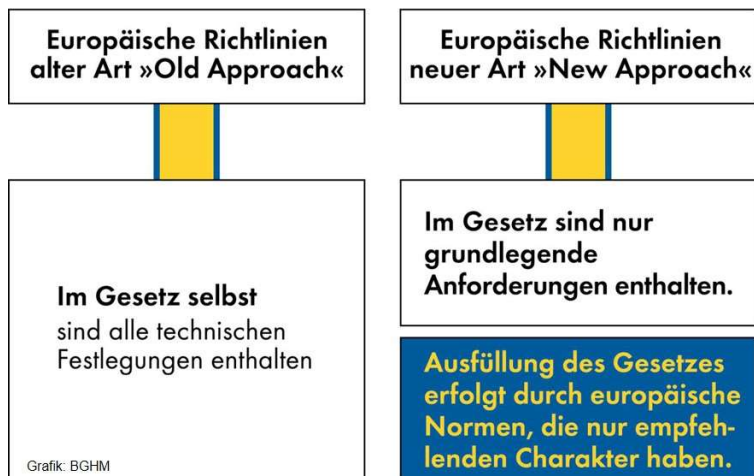 Europäische Richtlinien
alter Art »Old Approach«
Im Gesetz selbst
sind alle technischen
Festlegungen enthalten
Grafik: BGHM
Europäische Richtlinien
neuer Art »New Approach«
Im Gesetz sind nur
grundlegende
Anforderungen enthalten.
Ausfüllung des Gesetzes
erfolgt durch europäische
Normen, die nur empfeh-
lenden Charakter haben.